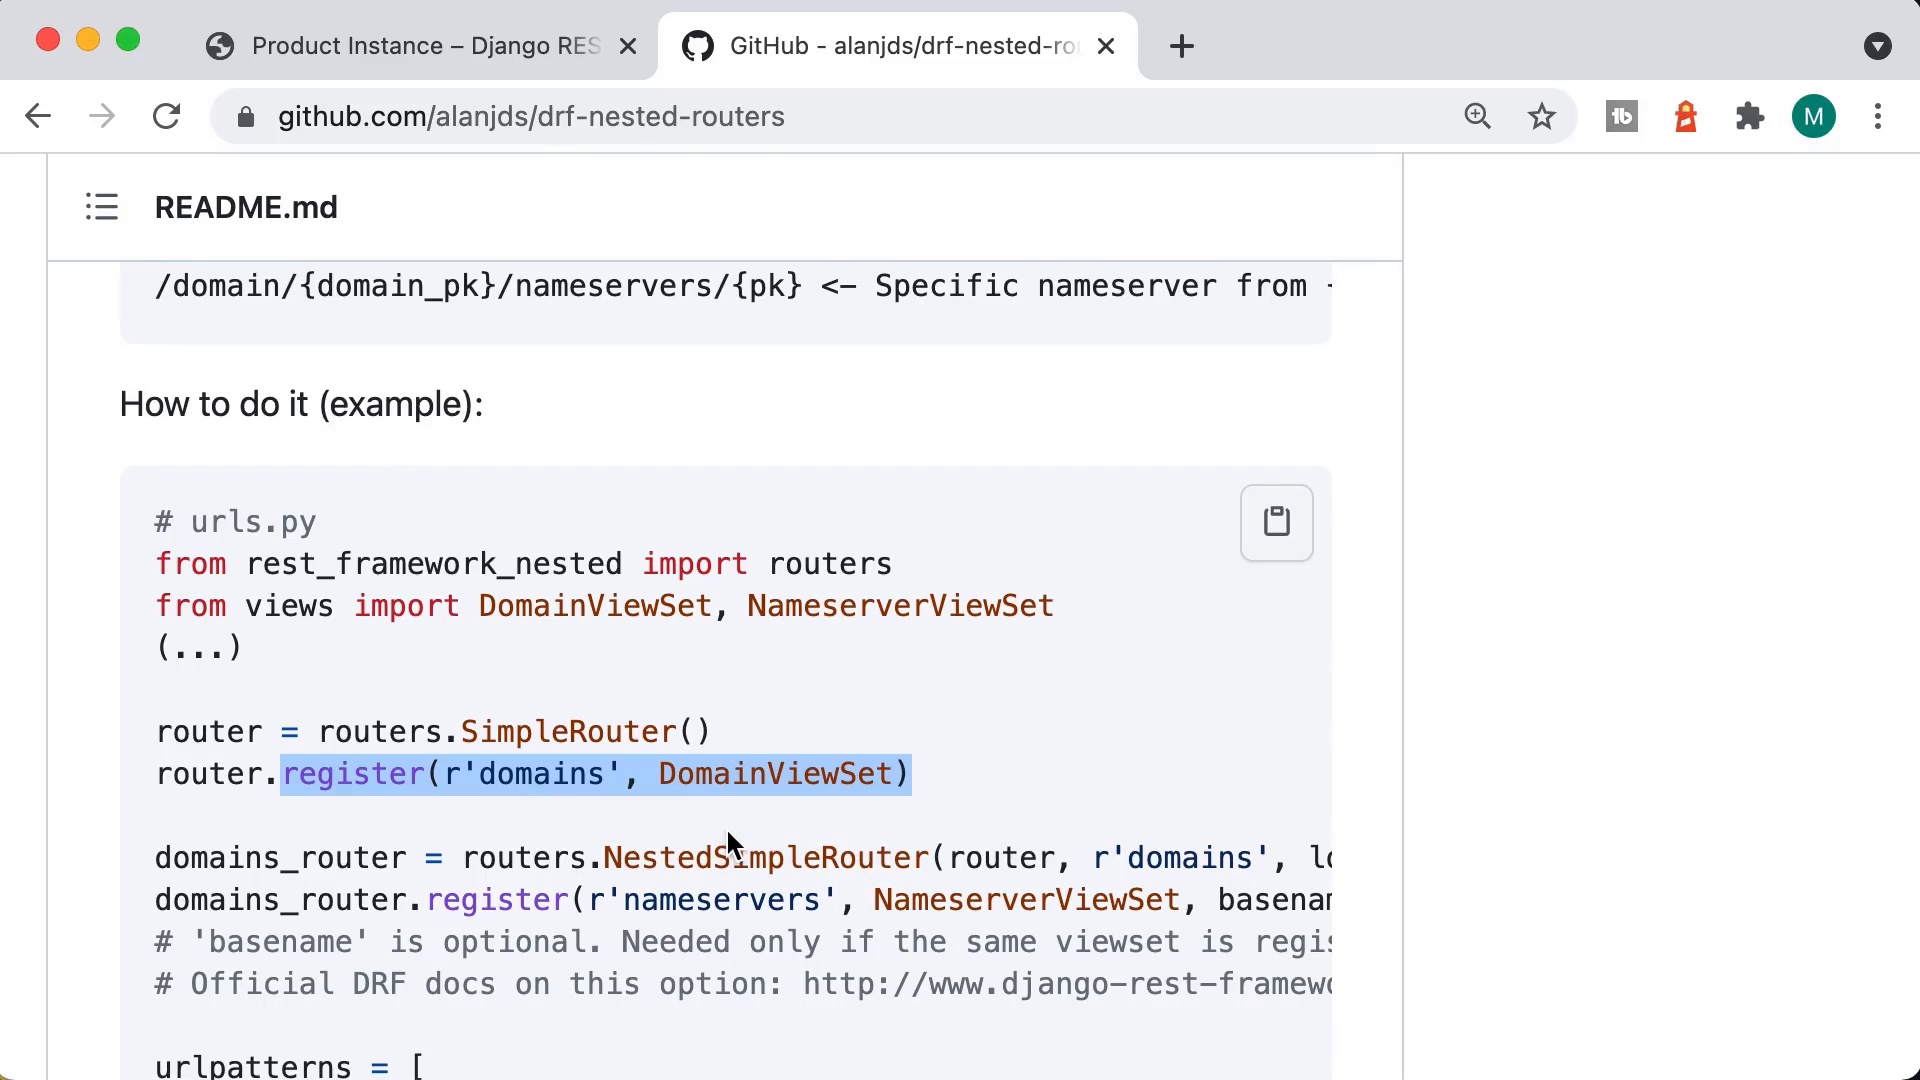 Product Instance – Django RES
GitHub - alanjds/drf-nested-rou
github.com/alanjds/drf-nested-routers
M
README.md
/domain/{domain_pk}/nameservers/{pk} <- Specific nameserver from
How to do it (example):
# urls.py
from rest_framework_nested import routers
from views import DomainViewSet, NameserverViewSet
(...)
router = routers.SimpleRouter()
router.register(r'domains', DomainViewSet)
domains_router = routers.NestedSimpleRouter(router, r'domains', lo
domains_router.register(r'nameservers', NameserverViewSet, basenam
# 'basename' is optional. Needed only if the same viewset is regis
# Official DRF docs on this option: http://www.django-rest-framewo
urlpatterns = [